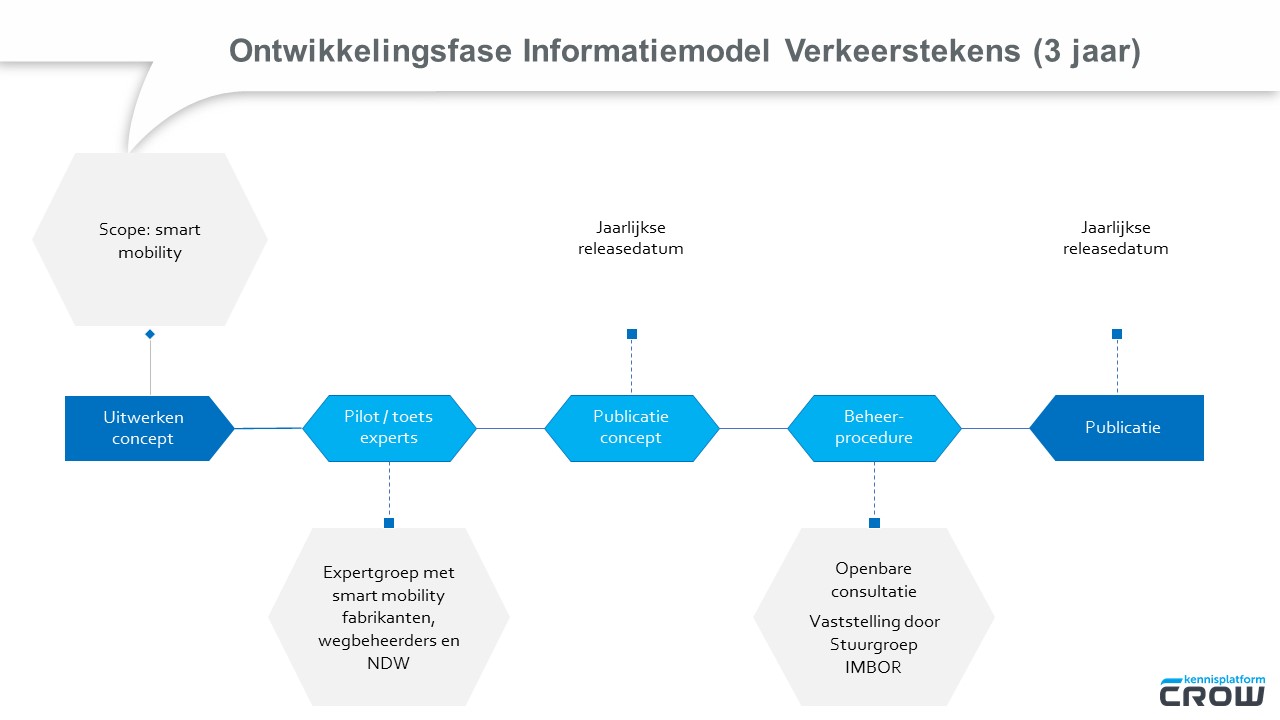 Ontwikkelingsfase Informatiemodel Verkeerstekens (3 jaar)
Scope: smart
mobility
Jaarlijkse
releasedatum
Jaarlijkse
releasedatum
Uitwerken
concept
Pilot / toets
experts
Publicatie
concept
Beheer-
procedure
Publicatie
Expertgroep met
smart mobility
fabrikanten,
wegbeheerders en
NDW
Openbare
consultatie
Vaststelling door
Stuurgroep
IMBOR
kennisplatform
CROW